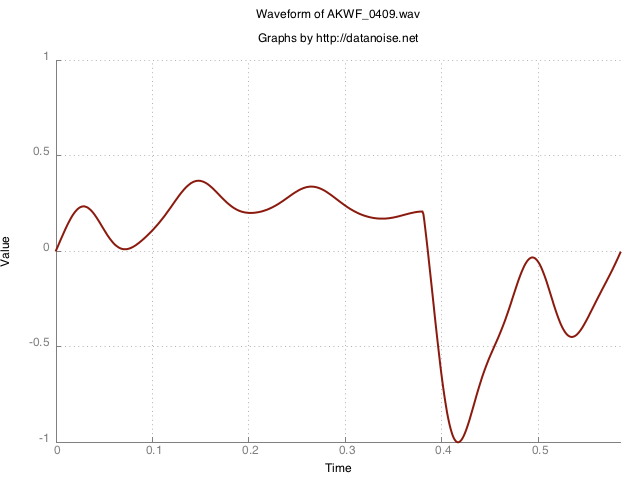 Waveform of AKWF_0409.wav
Graphs by http://datanoise.net
1
0.5
0
-0.5
-1
Value
0 0.1 0.2 0.3 0.4 0.5
Time